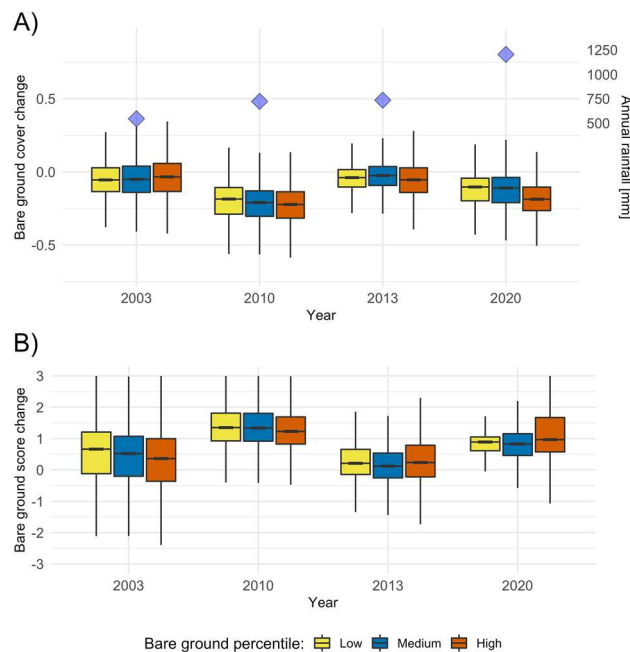 A)
Bare ground cover change
0.5
0.0
-0.5
1250
1000
750
500
Annual rainfall [mm]
2003 2010 2013 2020
Year
B)
Bare ground score change
3
2
1
0
-1
-2
-3
2003 2010 2013 2020
Year
Bare ground percentile: Low Medium High